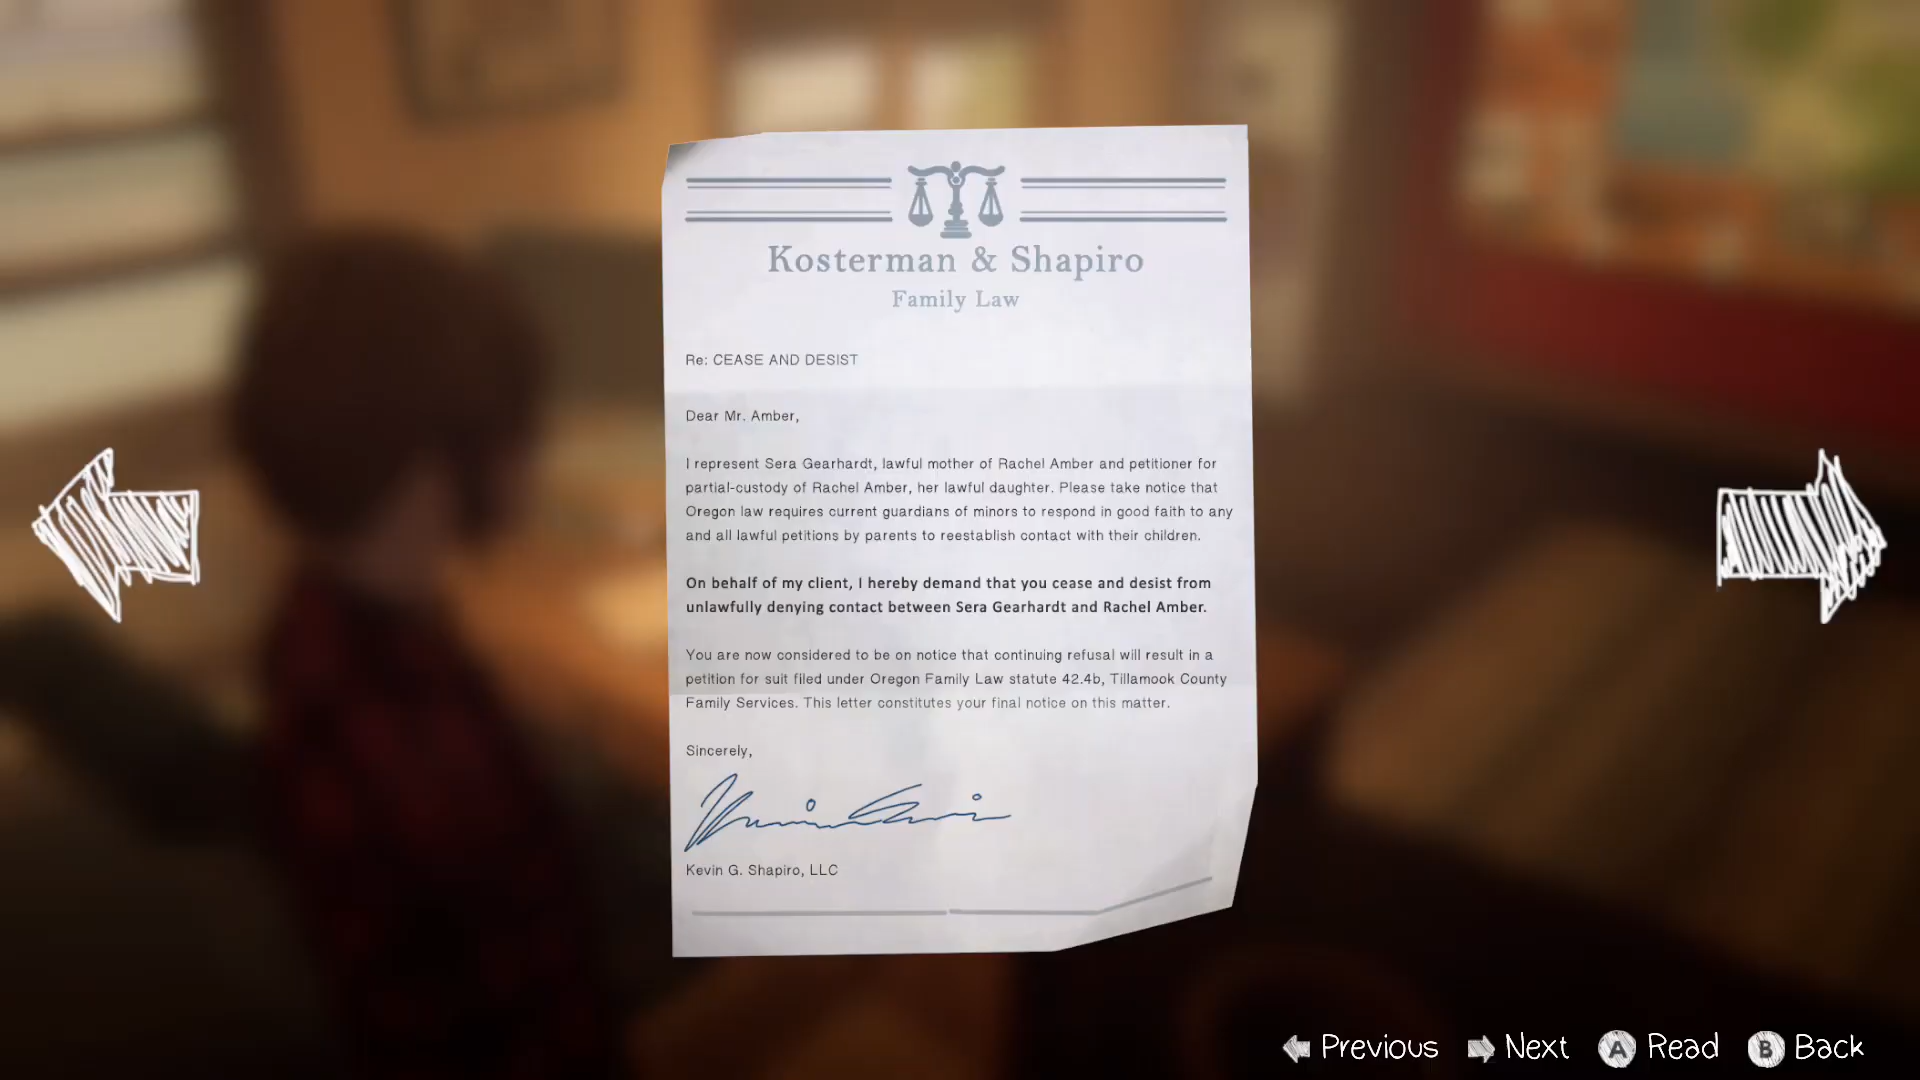 Kosterman & Shapiro
Family Law
Re: CEASE AND DESIST
Dear Mr. Amber,
I represent Sera Gearhardt, lawful mother of Rachel Amber and petitioner for
partial-custody of Rachel Amber, her lawful daughter. Please take notice that
Oregon law requires current guardians of minors to respond in good faith to any
and all lawful petitions by parents to reestablish contact with their children.
On behalf of my client, I hereby demand that you cease and desist from
unlawfully denying contact between Sera Gearhardt and Rachel Amber.
You are now considered to be on notice that continuing refusal will result in a
petition for suit filed under Oregon Family Law statute 42.4b, Tillamook County
Family Services. This letter constitutes your final notice on this matter.
Sincerely,
Kevin G. Shapiro, LLC
Previous Next A Read B Back